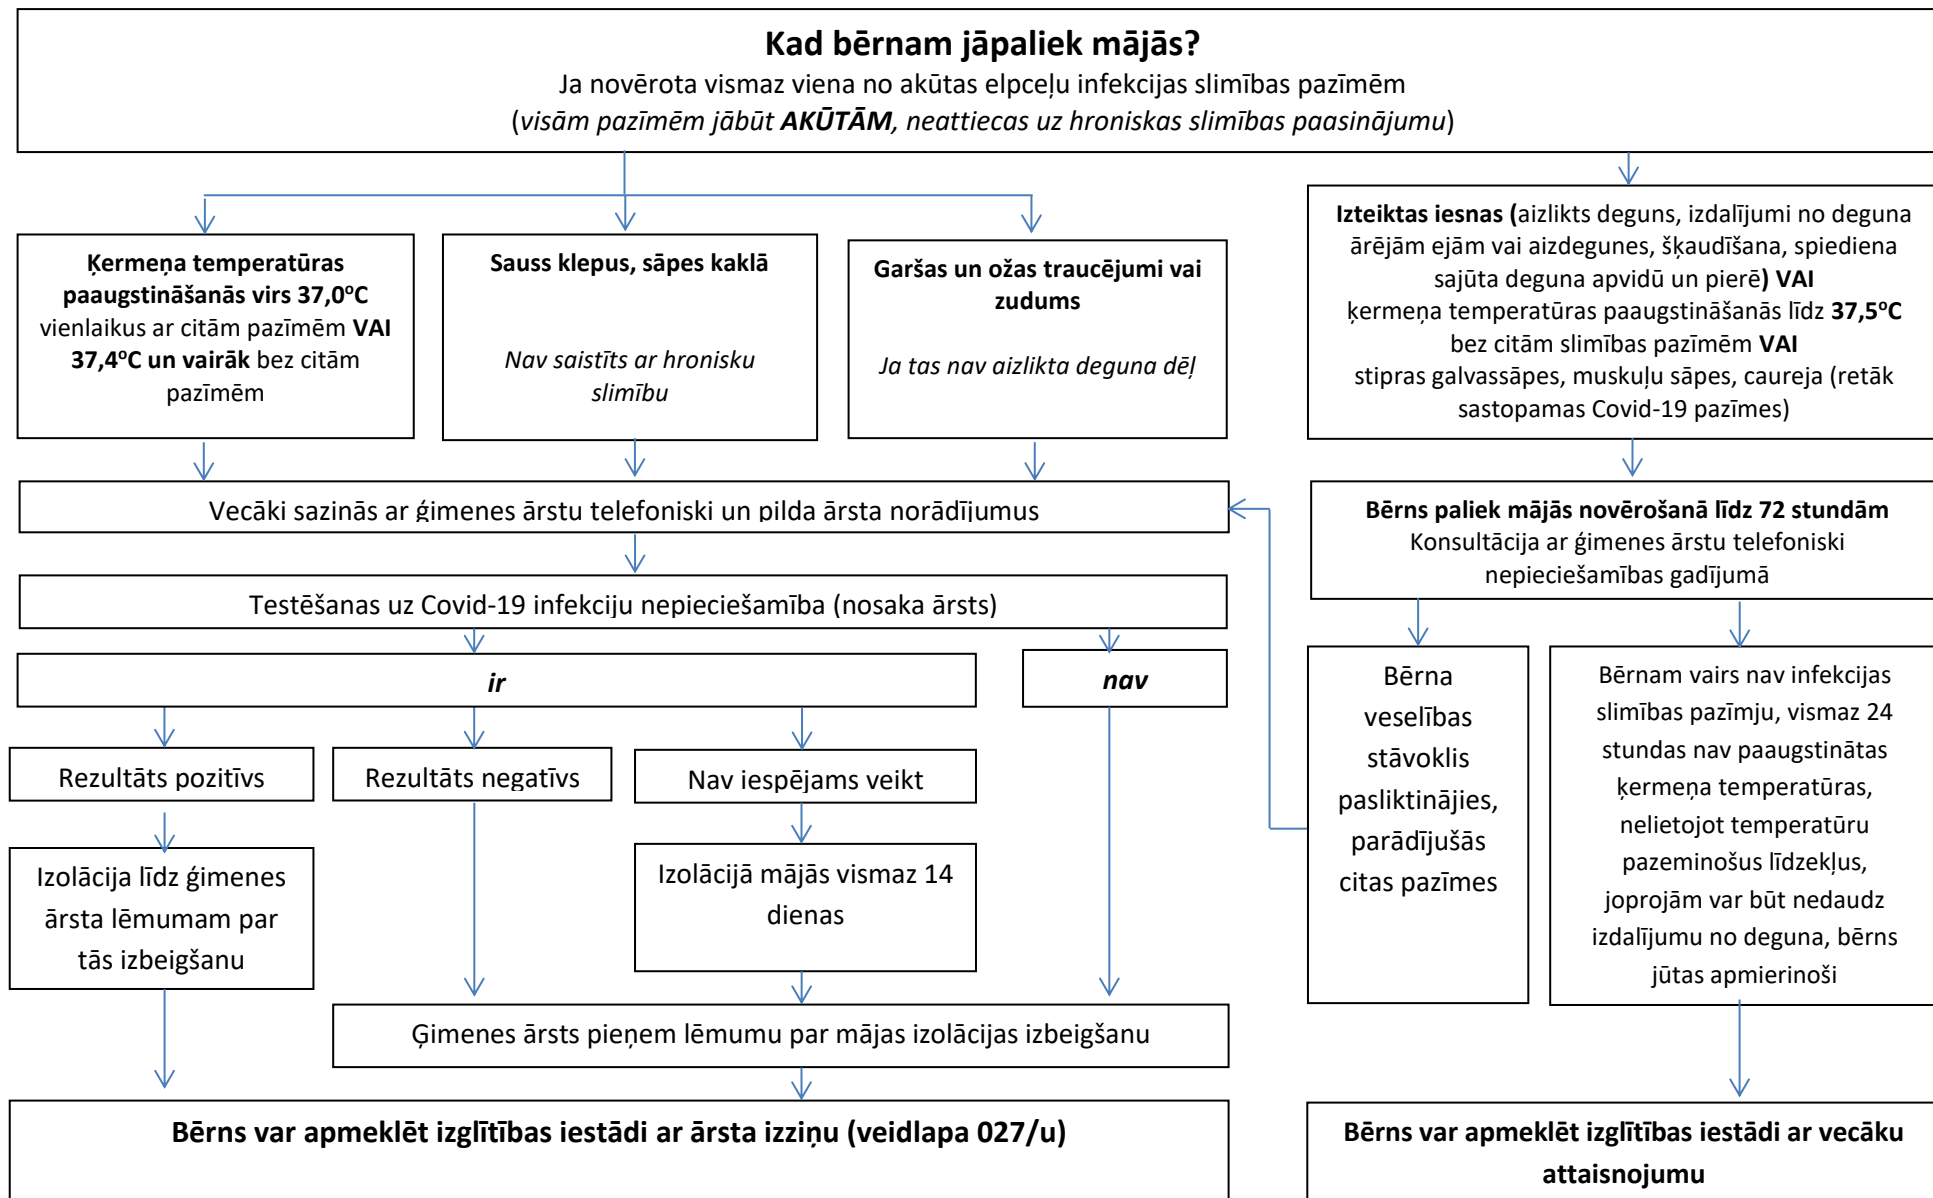 Kad bērnam jāpaliek mājās?
Ja novērota vismaz viena no akūtas elpceļu infekcijas slimības pazīmēm
(visām pazīmēm jābūt AKŪTĀM, neattiecas uz hroniskas slimības paasinājumu)
Ķermeņa temperatūras
paaugstināšanās virs 37,0°C
vienlaikus ar citām pazīmēm VAI
37,4°C un vairāk bez citām
pazīmēm
Sauss klepus, sāpes kaklā
Nav saistīts ar hronisku
slimību
Garšas un ožas traucējumi vai
zudums
Ja tas nav aizlikta deguna dēļ
Izteiktas iesnas (aizlikts deguns, izdalījumi no deguna
ārējām ejām vai aizdegunes, šķaudīšana, spiediena
sajūta deguna apvidū un pierē) VAI
ķermeņa temperatūras paaugstināšanās līdz 37,5°C
bez citām slimības pazīmēm VAI
stipras galvassāpes, muskuļu sāpes, caureja (retāk
sastopamas Covid-19 pazīmes)
Vecāki sazinās ar ģimenes ārstu telefoniski un pilda ārsta norādījumus
Bērns paliek mājās novērošanā līdz 72 stundām
Konsultācija ar ģimenes ārstu telefoniski
nepieciešamības gadījumā
Testēšanas uz Covid-19 infekciju nepieciešamība (nosaka ārsts)
ir
nav
Rezultāts pozitīvs
Rezultāts negatīvs
Nav iespējams veikt
Izolācija līdz ģimenes
ārsta lēmumam par
tās izbeigšanu
Izolācijā mājās vismaz 14
dienas
Bērna
veselības
stāvoklis
pasliktinājies,
parādījušās
citas pazīmes
Bērnam vairs nav infekcijas
slimības pazīmju, vismaz 24
stundas nav paaugstinātas
ķermeņa temperatūras,
nelietojot temperatūru
pazeminošus līdzekļus,
joprojām var būt nedaudz
izdalījumu no deguna, bērns
jūtas apmierinoši
Ģimenes ārsts pieņem lēmumu par mājas izolācijas izbeigšanu
Bērns var apmeklēt izglītības iestādi ar ārsta izziņu (veidlapa 027/u)
Bērns var apmeklēt izglītības iestādi ar vecāku
attaisnojumu